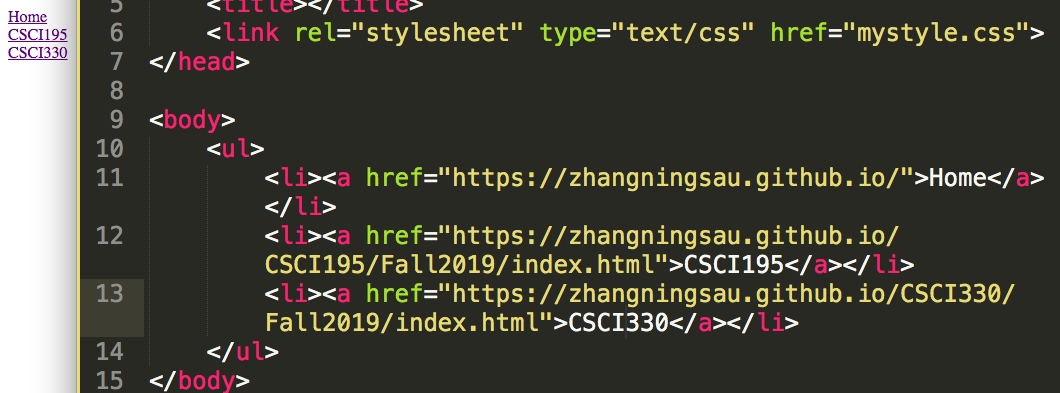 Home
CSCI195
CSCI330
5 <title></title>
6 <link rel="stylesheet" type="text/css" href="mystyle.css">
7 </head>
8
9 <body>
10 <ul>
11 <li><a href="https://zhangningsau.github.io/">Home</a>
</li>
12 <li><a href="https://zhangningsau.github.io/
CSCI195/Fall2019/index.html">CSCI195</a></li>
13 <li><a href="https://zhangningsau.github.io/CSCI330/
Fall2019/index.html">CSCI330</a></li>
14 </ul>
15 </body>